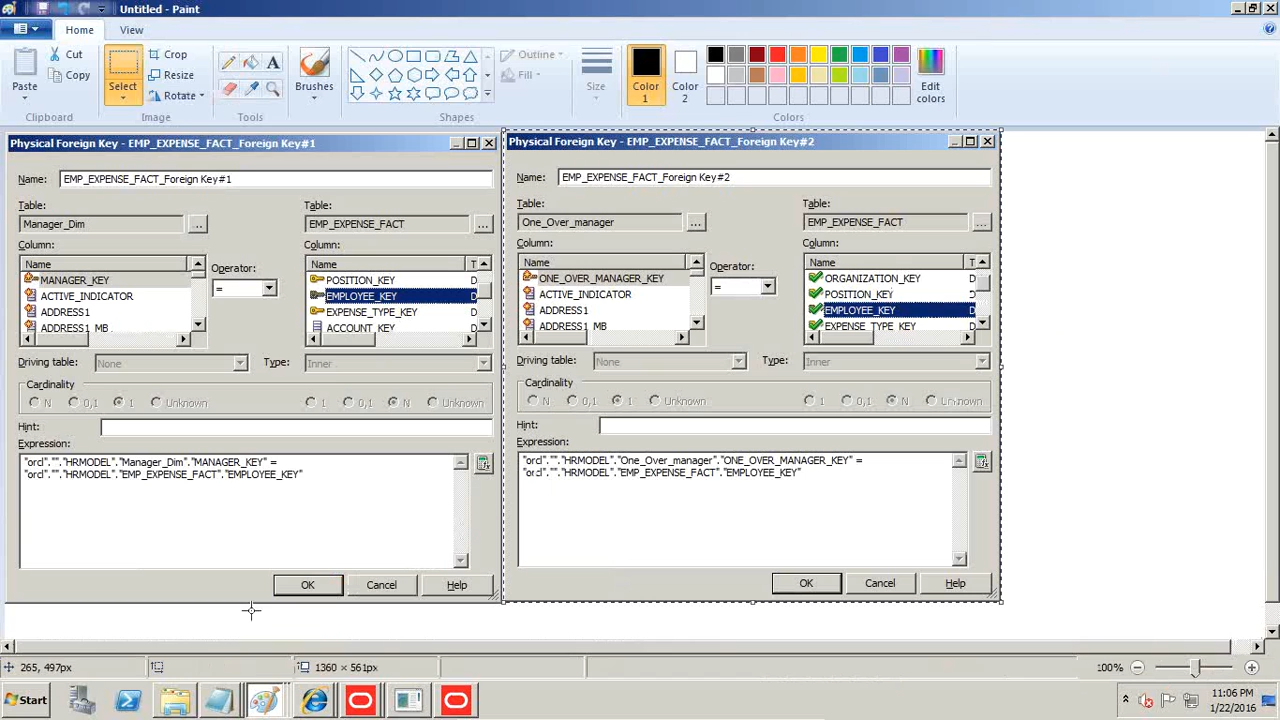 Untitled - Paint
Home
View
Paste
Cut
Copy
Clipboard
Select
Crop
Resize
Rotate
Image
Tools
Brushes
Shapes
Outline
Fill
Size
Color 1
Color 2
Edit colors
Colors
Physical Foreign Key - EMP_EXPENSE_FACT_Foreign Key#1
Name: EMP_EXPENSE_FACT_Foreign Key#1
Table: Table:
Manager_Dim ... EMP_EXPENSE_FACT ...
Column: Column:
Name Operator: Name T
MANAGER_KEY = POSITION_KEY D
ACTIVE_INDICATOR EMPLOYEE_KEY D
ADDRESS1 EXPENSE_TYPE_KEY D
ADDRESS1_MB ACCOUNT_KEY D
Driving table: None Type: Inner
Cardinality
N 0,1 1 Unknown 1 0,1 N Unknown
Hint:
Expression:
"orcl"."".​"HRMODEL"."Manager_Dim"."MANAGER_KEY" =
"orcl"."".​"HRMODEL"."EMP_EXPENSE_FACT"."EMPLOYEE_KEY"
OK Cancel Help
Physical Foreign Key - EMP_EXPENSE_FACT_Foreign Key#2
Name: EMP_EXPENSE_FACT_Foreign Key#2
Table: Table:
One_Over_manager ... EMP_EXPENSE_FACT ...
Column: Column:
Name Operator: Name T
ONE_OVER_MANAGER_KEY = ORGANIZATION_KEY D
ACTIVE_INDICATOR POSITION_KEY D
ADDRESS1 EMPLOYEE_KEY D
ADDRESS1_MB EXPENSE_TYPE_KEY D
Driving table: None Type: Inner
Cardinality
N 0,1 1 Unknown 1 0,1 N Unknown
Hint:
Expression:
"orcl"."".​"HRMODEL"."One_Over_manager"."ONE_OVER_MANAGER_KEY" =
"orcl"."".​"HRMODEL"."EMP_EXPENSE_FACT"."EMPLOYEE_KEY"
OK Cancel Help
265, 497px
1360 × 561px
100%
Start
11:06 PM
1/22/2016